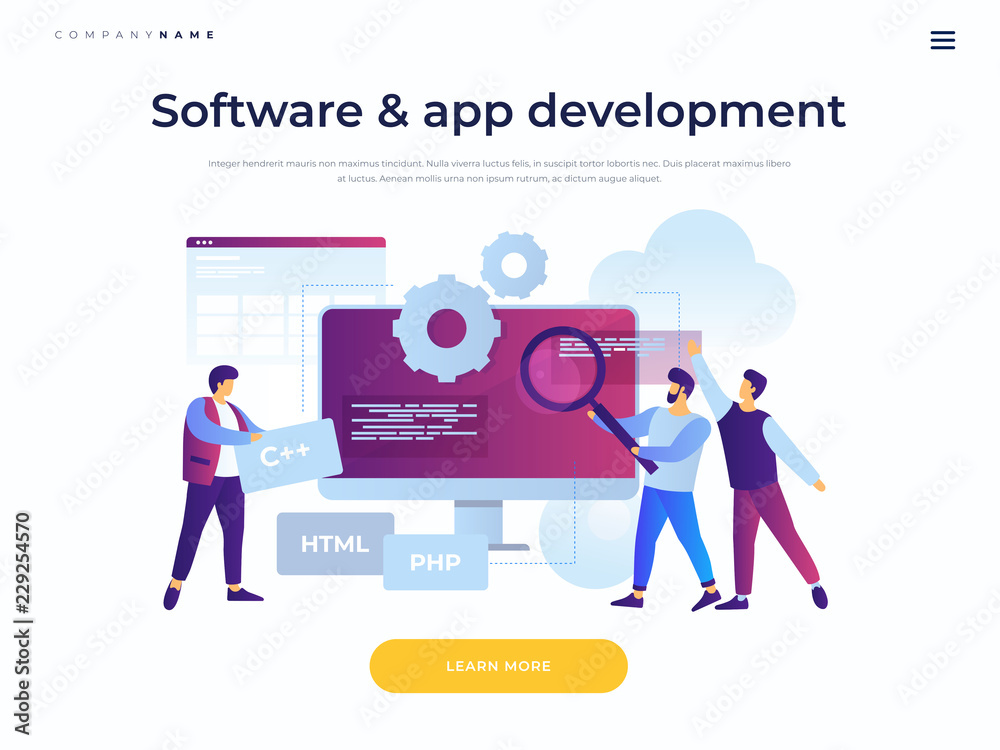 COMPANYNAME
Software & app development
Integer hendrerit mauris non maximus tincidunt. Nulla viverra luctus felis, in suscipit tortor lobortis nec. Duis placerat maximus libero
at luctus. Aenean mollis urna non ipsum rutrum, ac dictum augue aliquet.
C++
HTML
PHP
LEARN MORE
Adobe Stock | #229254570